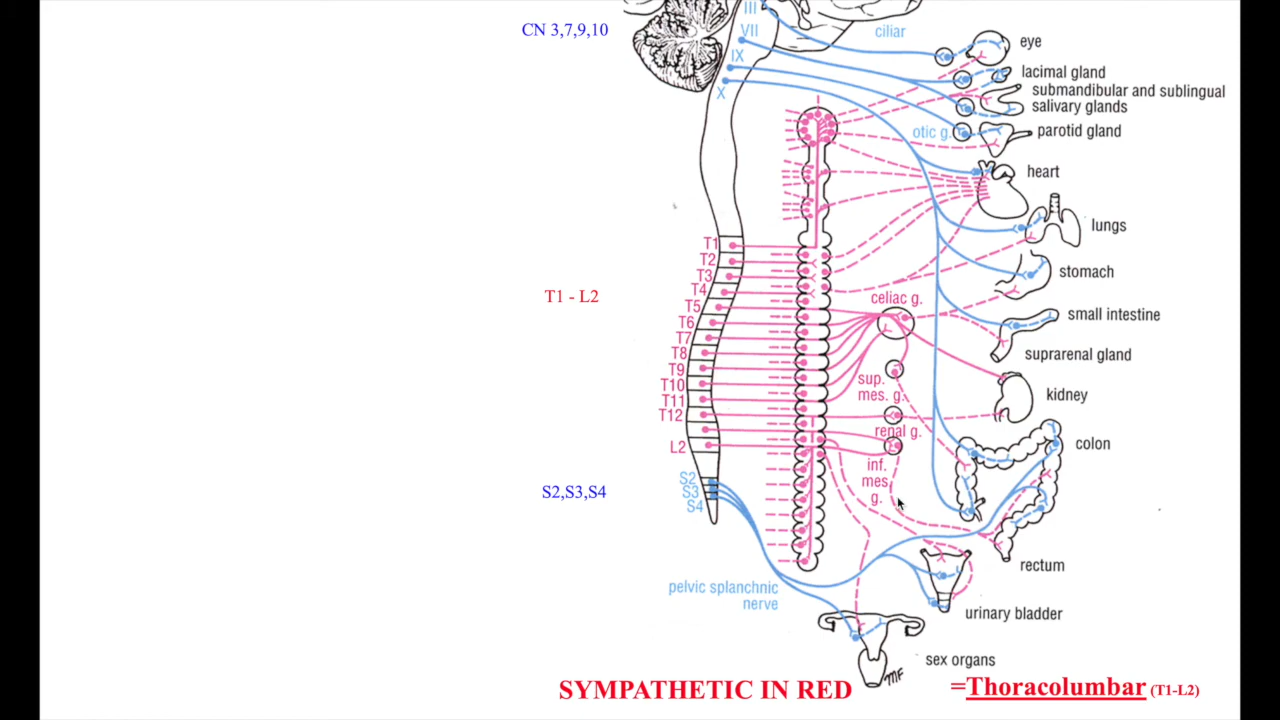 CN 3,7,9,10
III
VII
IX
X
ciliar
eye
lacimal gland
submandibular and sublingual
salivary glands
otic g.
parotid gland
heart
lungs
stomach
small intestine
suprarenal gland
kidney
colon
rectum
urinary bladder
sex organs
T1 - L2
T1
T2
T3
T4
T5
T6
T7
T8
T9
T10
T11
T12
L2
celiac g.
sup.
mes. g.
renal g.
inf.
mes.
g.
S2,S3,S4
S2
S3
S4
pelvic splanchnic
nerve
MF
SYMPATHETIC IN RED
=Thoracolumbar (T1-L2)